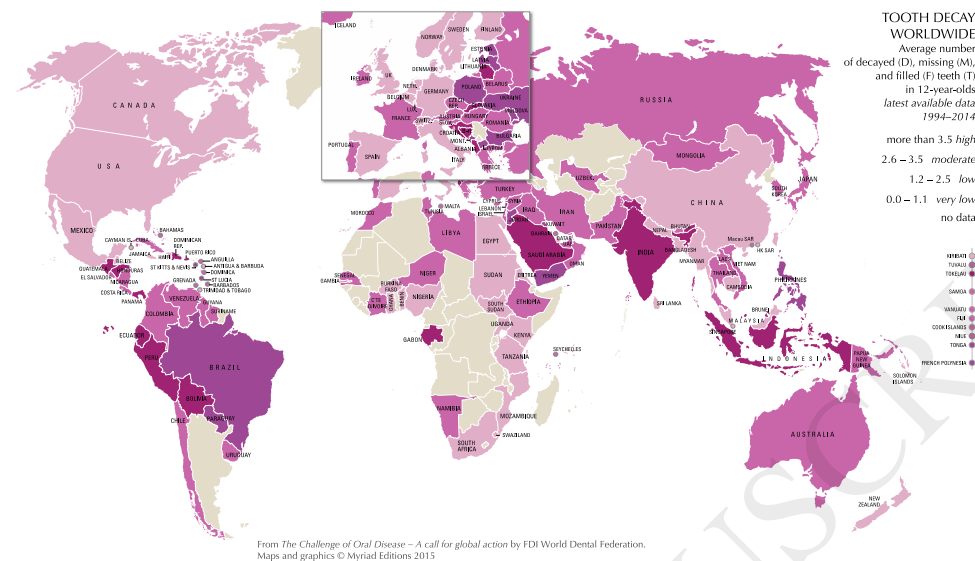 TOOTH DECAY
WORLDWIDE
Average number
of decayed (D), missing (M),
and filled (F) teeth (T)
in 12-year-olds
latest available data
1994–2014
more than 3.5 high
2.6 – 3.5 moderate
1.2 – 2.5 low
0.0 – 1.1 very low
no data
ICELAND
NORWAY
SWEDEN
FINLAND
ESTONIA
LATVIA
LITHUANIA
DENMARK
IRELAND
UK
NETH.
BELGIUM
GERMANY
POLAND
BELARUS
LUX.
CZECH REP.
UKRAINE
SLOVAKIA
MOLDOVA
FRANCE
SWITZ.
AUSTRIA
HUNGARY
ROMANIA
CROATIA
MONT.
BULGARIA
ALBANIA
PORTUGAL
SPAIN
ITALY
GREECE
CANADA
USA
MEXICO
BAHAMAS
CAYMAN IS.
CUBA
JAMAICA
HAITI
DOMINICAN
REP.
PUERTO RICO
ANGUILLA
ANTIGUA & BARBUDA
ST KITTS & NEVIS
DOMINICA
ST LUCIA
BARBADOS
GRENADA
TRINIDAD & TOBAGO
BELIZE
GUATEMALA
HONDURAS
EL SALVADOR
NICARAGUA
COSTA RICA
PANAMA
VENEZUELA
GUYANA
SURINAME
COLOMBIA
ECUADOR
PERU
BRAZIL
BOLIVIA
PARAGUAY
CHILE
URUGUAY
RUSSIA
MONGOLIA
CHINA
JAPAN
SOUTH
KOREA
UZBEK.
TURKEY
CYPRUS
SYRIA
LEBANON
ISRAEL
JORDAN
IRAQ
IRAN
KUWAIT
BAHRAIN
QATAR
UAE
SAUDI ARABIA
OMAN
YEMEN
PAKISTAN
INDIA
NEPAL
BHUTAN
BANGLADESH
MYANMAR
SRI LANKA
Macau SAR
HK SAR
LAOS
VIET NAM
THAILAND
CAMBODIA
PHILIPPINES
BRUNEI
MALAYSIA
SINGAPORE
INDONESIA
PAPUA
NEW
GUINEA
SOLOMON
ISLANDS
AUSTRALIA
NEW
ZEALAND
MOROCCO
TUNISIA
MALTA
LIBYA
EGYPT
SENEGAL
GAMBIA
BURKINA
FASO
NIGER
CTE
D'IVOIRE
GHANA
BENIN
NIGERIA
SUDAN
SOUTH
SUDAN
ETHIOPIA
UGANDA
KENYA
GABON
TANZANIA
SEYCHELLES
MOZAMBIQUE
NAMIBIA
SWAZILAND
SOUTH
AFRICA
KIRIBATI
TUVALU
TOKELAU
SAMOA
VANUATU
FIJI
COOK ISLANDS
NIUE
TONGA
FRENCH POLYNESIA
From The Challenge of Oral Disease – A call for global action by FDI World Dental Federation.
Maps and graphics © Myriad Editions 2015